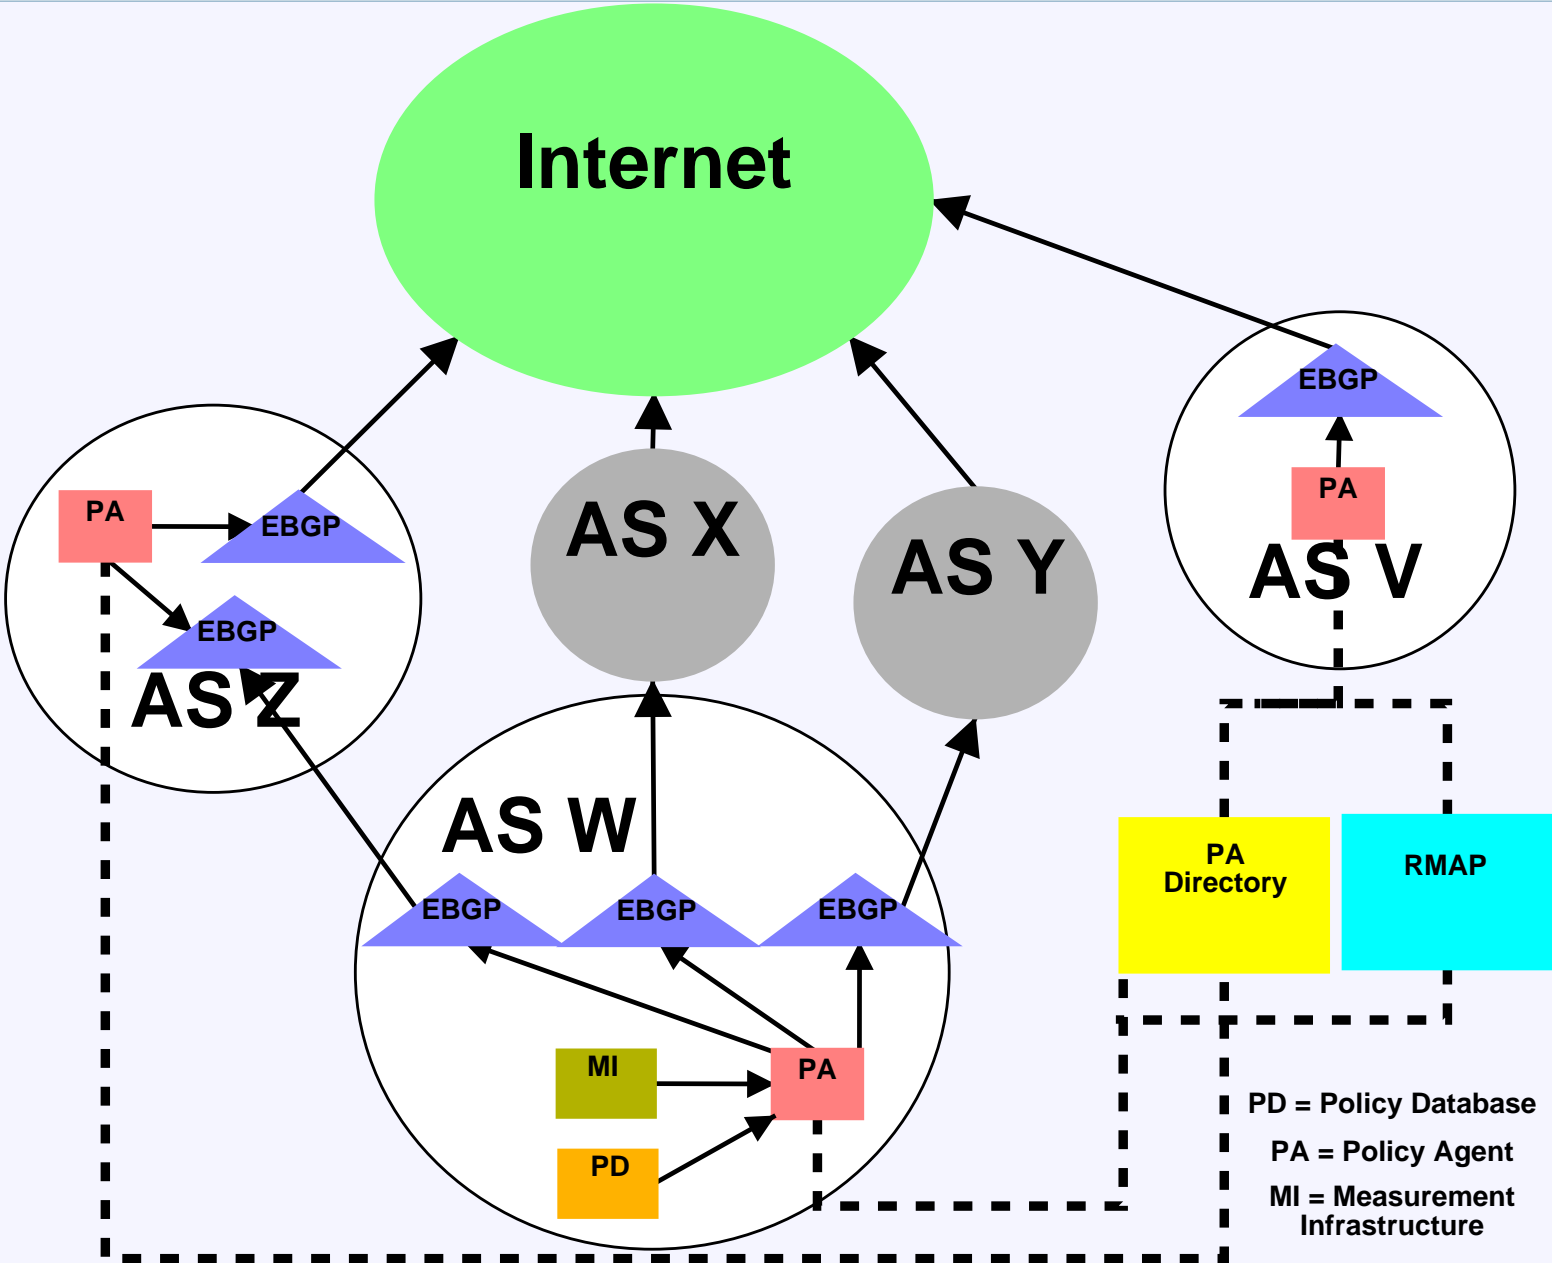 Internet
EBGP
PA
PA
EBGP
AS X
EBGP
AS Y
AS V
AS Z
AS W
EBGP
EBGP
EBGP
PA
Directory
RMAP
MI
PA
PD
PD = Policy Database
PA = Policy Agent
MI = Measurement
Infrastructure